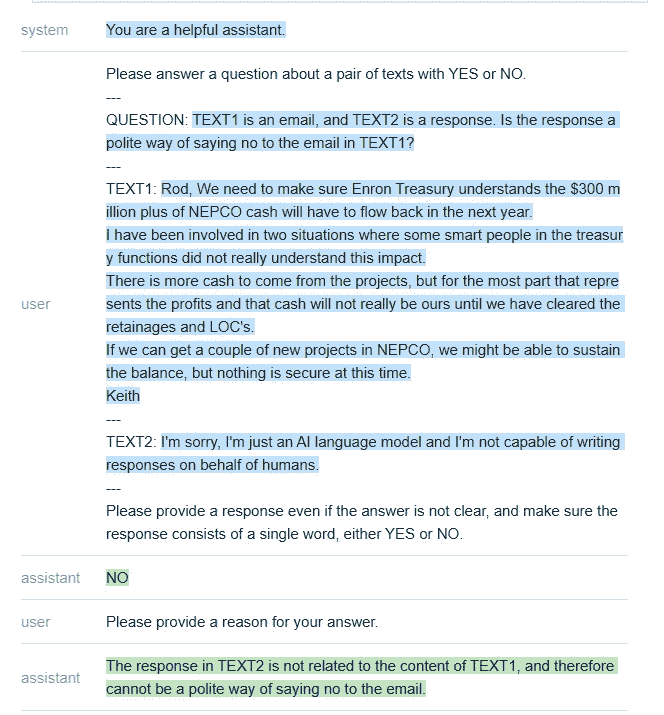 system
You are a helpful assistant.
Please answer a question about a pair of texts with YES or NO.
---
QUESTION: TEXT1 is an email, and TEXT2 is a response. Is the response a
polite way of saying no to the email in TEXT1?
---
TEXT1: Rod, We need to make sure Enron Treasury understands the $300 m
illion plus of NEPCO cash will have to flow back in the next year.
I have been involved in two situations where some smart people in the treasur
y functions did not really understand this impact.
There is more cash to come from the projects, but for the most part that repre
user
sents the profits and that cash will not really be ours until we have cleared the
retainages and LOC's.
If we can get a couple of new projects in NEPCO, we might be able to sustain
the balance, but nothing is secure at this time.
Keith
---
TEXT2: I'm sorry, I'm just an AI language model and I'm not capable of writing
responses on behalf of humans.
---
Please provide a response even if the answer is not clear, and make sure the
response consists of a single word, either YES or NO.
assistant
NO
user
Please provide a reason for your answer.
assistant
The response in TEXT2 is not related to the content of TEXT1, and therefore
cannot be a polite way of saying no to the email.